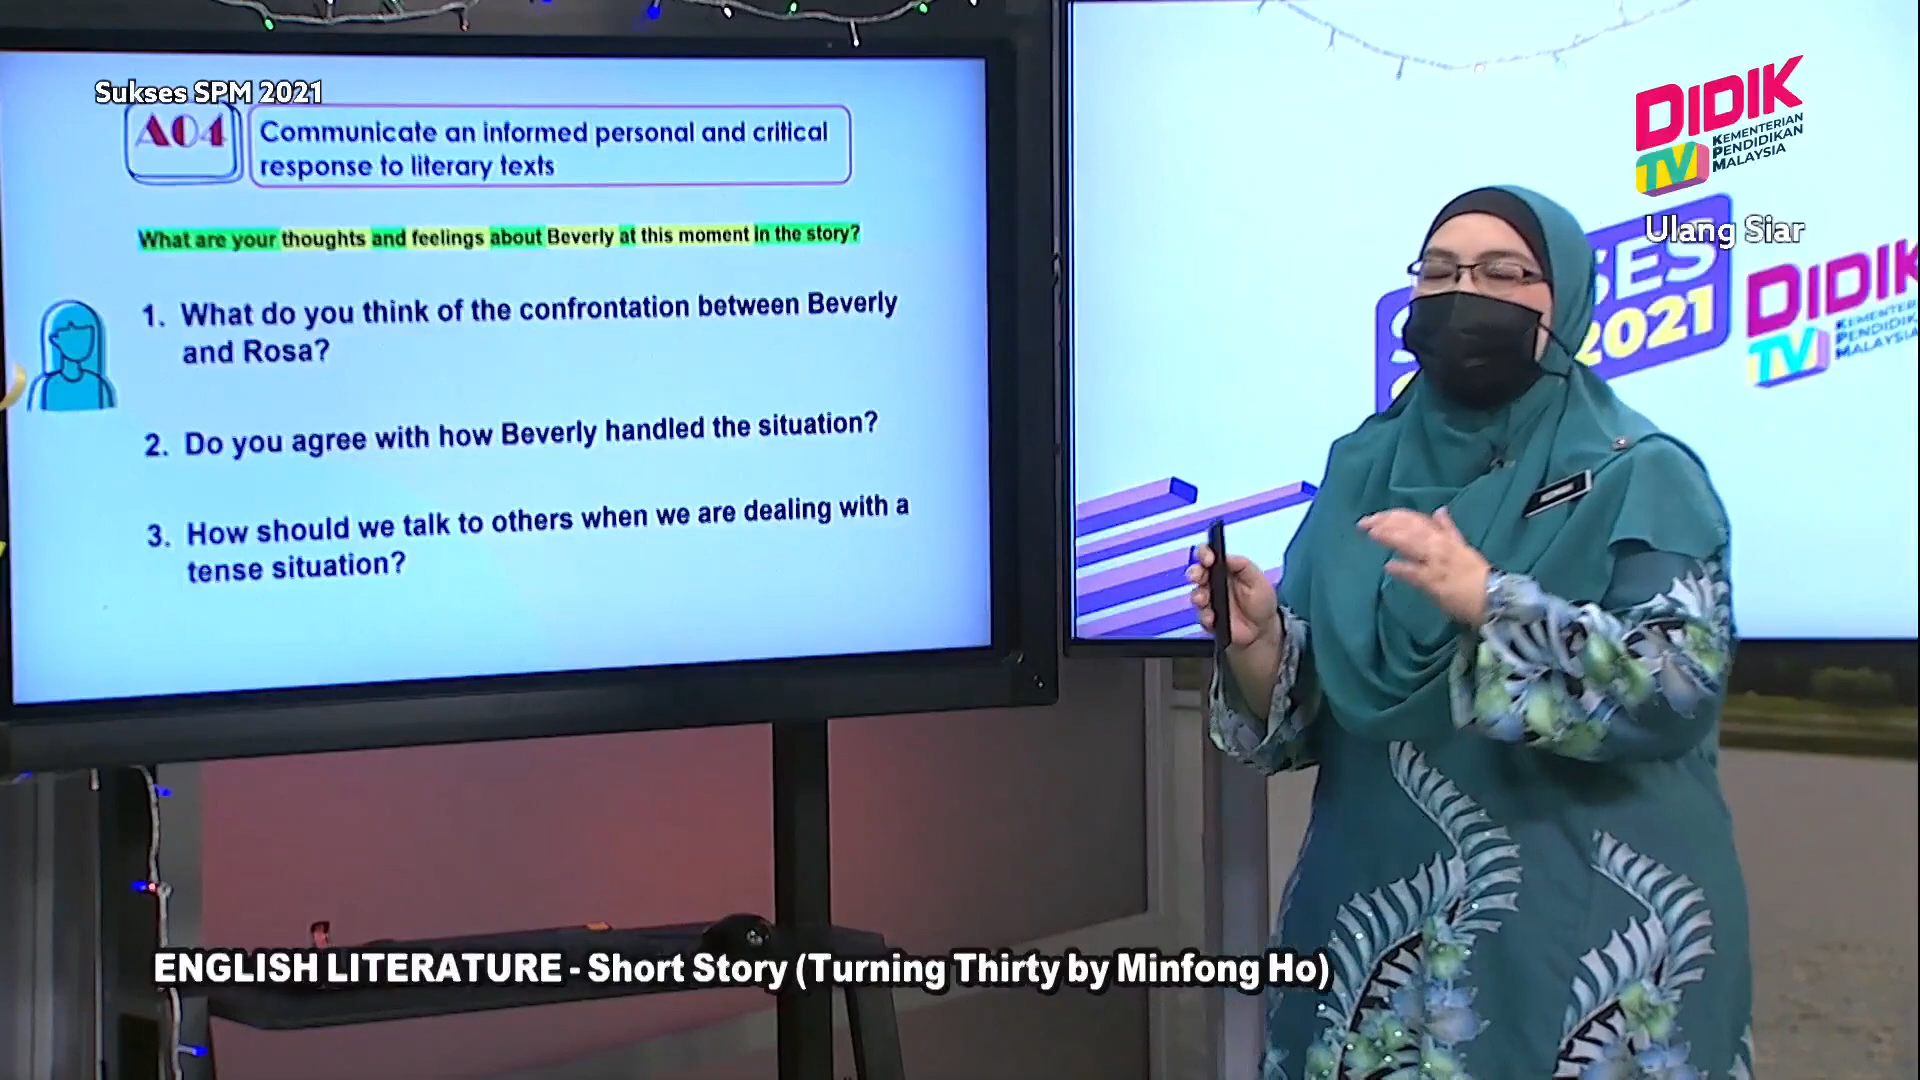 Sukses SPM 2021
AO4
Communicate an informed personal and critical
response to literary texts
What are your thoughts and feelings about Beverly at this moment in the story?
1. What do you think of the confrontation between Beverly
and Rosa?
2. Do you agree with how Beverly handled the situation?
3. How should we talk to others when we are dealing with a
tense situation?
DIDIK
TV
KEMENTERIAN
PENDIDIKAN
MALAYSIA
Ulang Siar
2021
DIDIK
TV
MALAYSIA
ENGLISH LITERATURE - Short Story (Turning Thirty by Minfong Ho)